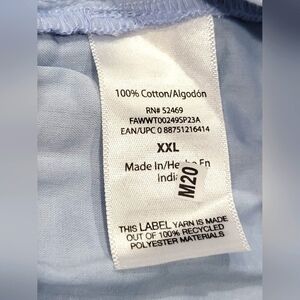 100% Cotton/Algodón
RN# 52469
FAWWT00249SP23A
EAN/UPC 0 88751216414
XXL
Made in/Hecho En
India
M20
THIS LABEL YARN IS MADE
OUT OF 100% RECYCLED
POLYESTER MATERIALS